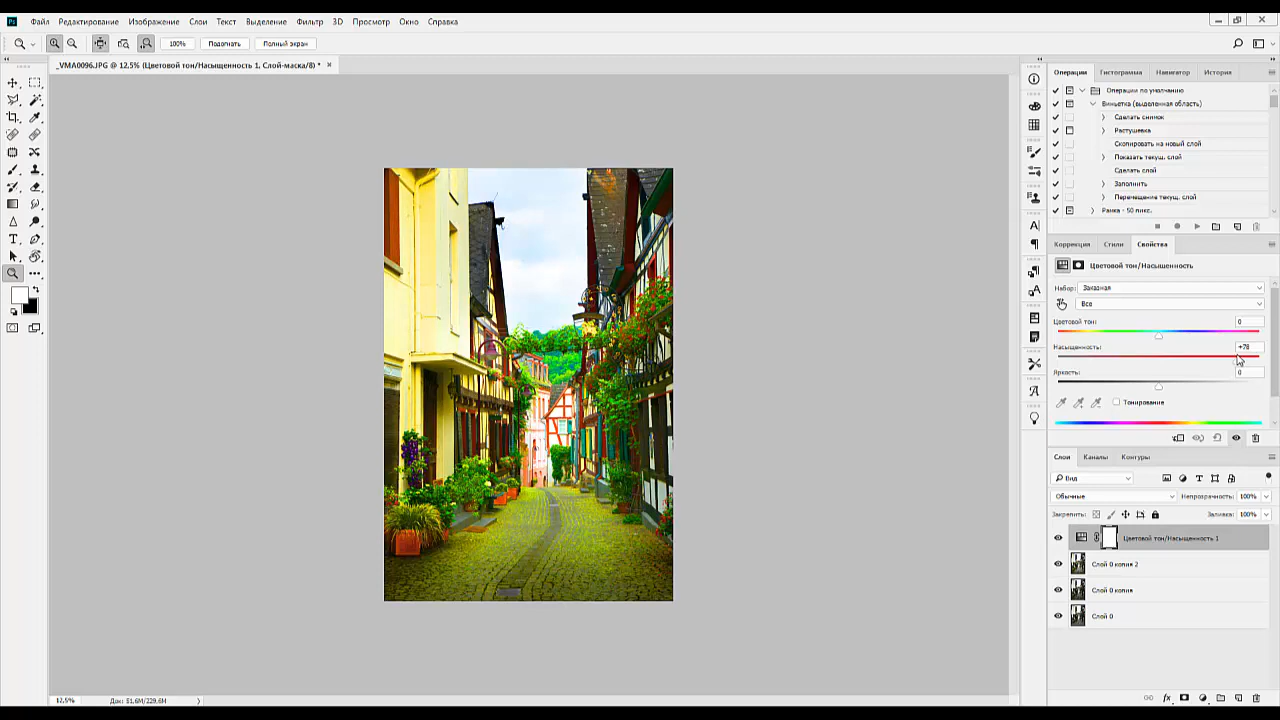 Ps Файл Редактирование Изображение Слои Текст Выделение Фильтр 3D Просмотр Окно Справка
100% Подогнать Полный экран
_VMA0096.JPG @ 12,5% (Цветовой тон/Насыщенность 1, Слой-маска/8) * ×
Операции Гистограмма Навигатор История
Операции по умолчанию
Виньетка (выделенная область)
Сделать снимок
Растушевка
Скопировать на новый слой
Показать текущ. слой
Сделать слой
Заполнить
Перемещение текущ. слой
Рамка - 50 пикс.
Коррекция Стили Свойства
Цветовой тон/Насыщенность
Набор: Заказная
Все
Цветовой тон: 0
Насыщенность: +78
Яркость: 0
Тонирование
Слои Каналы Контуры
Вид
Обычные Непрозрачность: 100%
Закрепить: Заливка: 100%
Цветовой тон/Насыщенность 1
Слой 0 копия 2
Слой 0 копия
Слой 0
fx
12,5% Док: 51,6M/229,6M